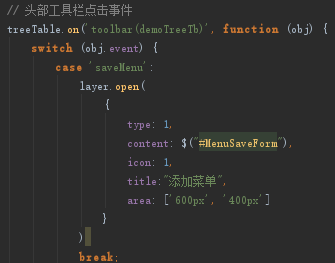 // 头部工具栏点击事件
treeTable.on('toolbar(demoTreeTb)', function (obj) {
switch (obj.event) {
case 'saveMenu':
layer.open(
{
type: 1,
content: $("#MenuSaveForm"),
icon: 1,
title:"添加菜单",
area: ['600px', '400px']
}
)
break;